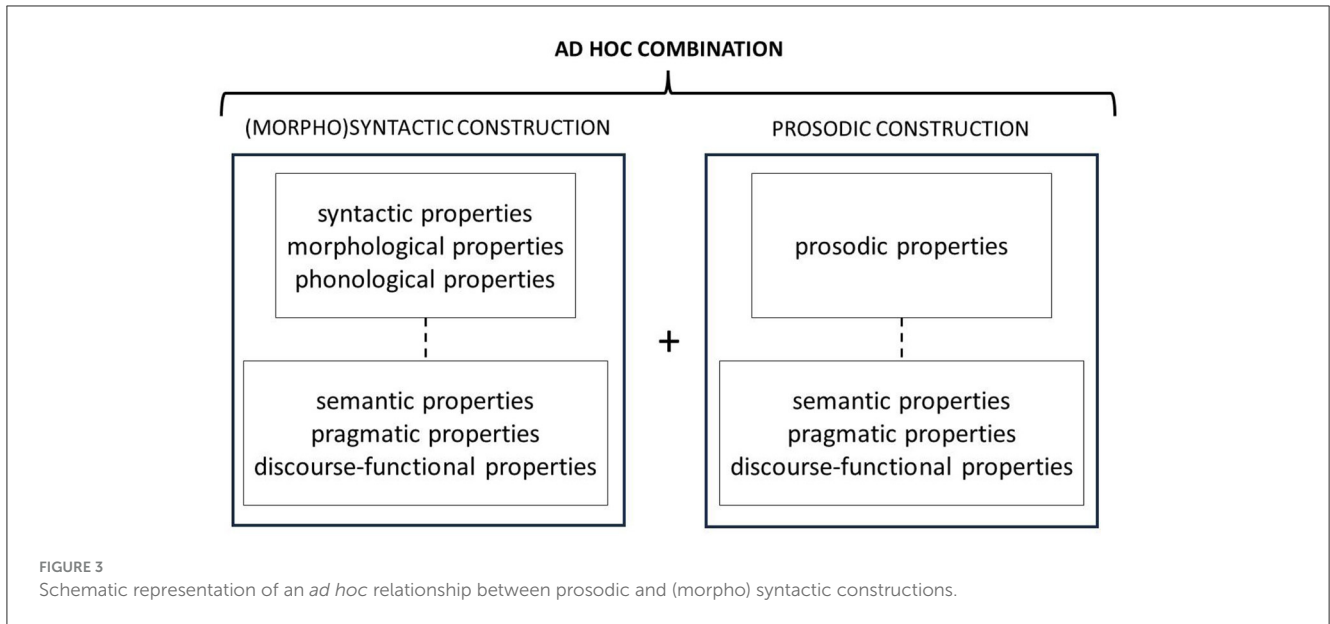 AD HOC COMBINATION
(MORPHO)SYNTACTIC CONSTRUCTION
syntactic properties
morphological properties
phonological properties
semantic properties
pragmatic properties
discourse-functional properties
+
PROSODIC CONSTRUCTION
prosodic properties
semantic properties
pragmatic properties
discourse-functional properties
FIGURE 3
Schematic representation of an ad hoc relationship between prosodic and (morpho) syntactic constructions.